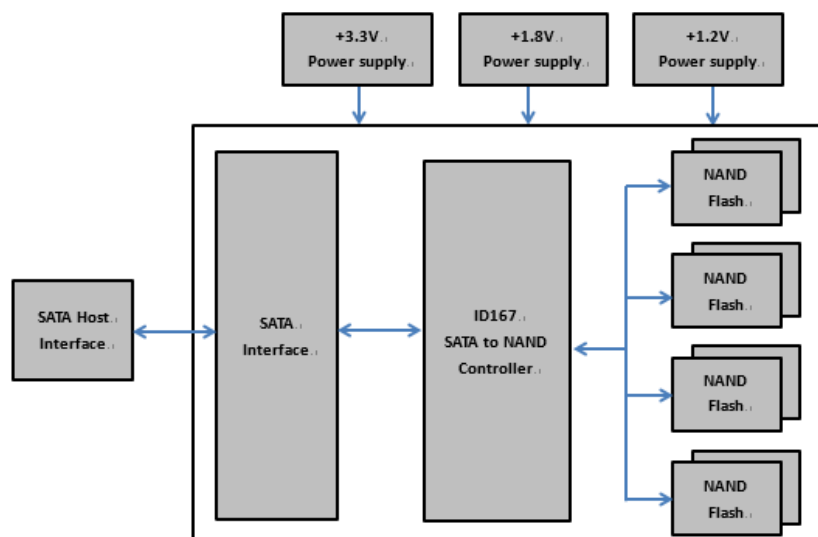 +3.3V
Power supply
+1.8V
Power supply
+1.2V
Power supply
SATA Host
Interface
SATA
Interface
ID167
SATA to NAND
Controller
NAND
Flash
NAND
Flash
NAND
Flash
NAND
Flash